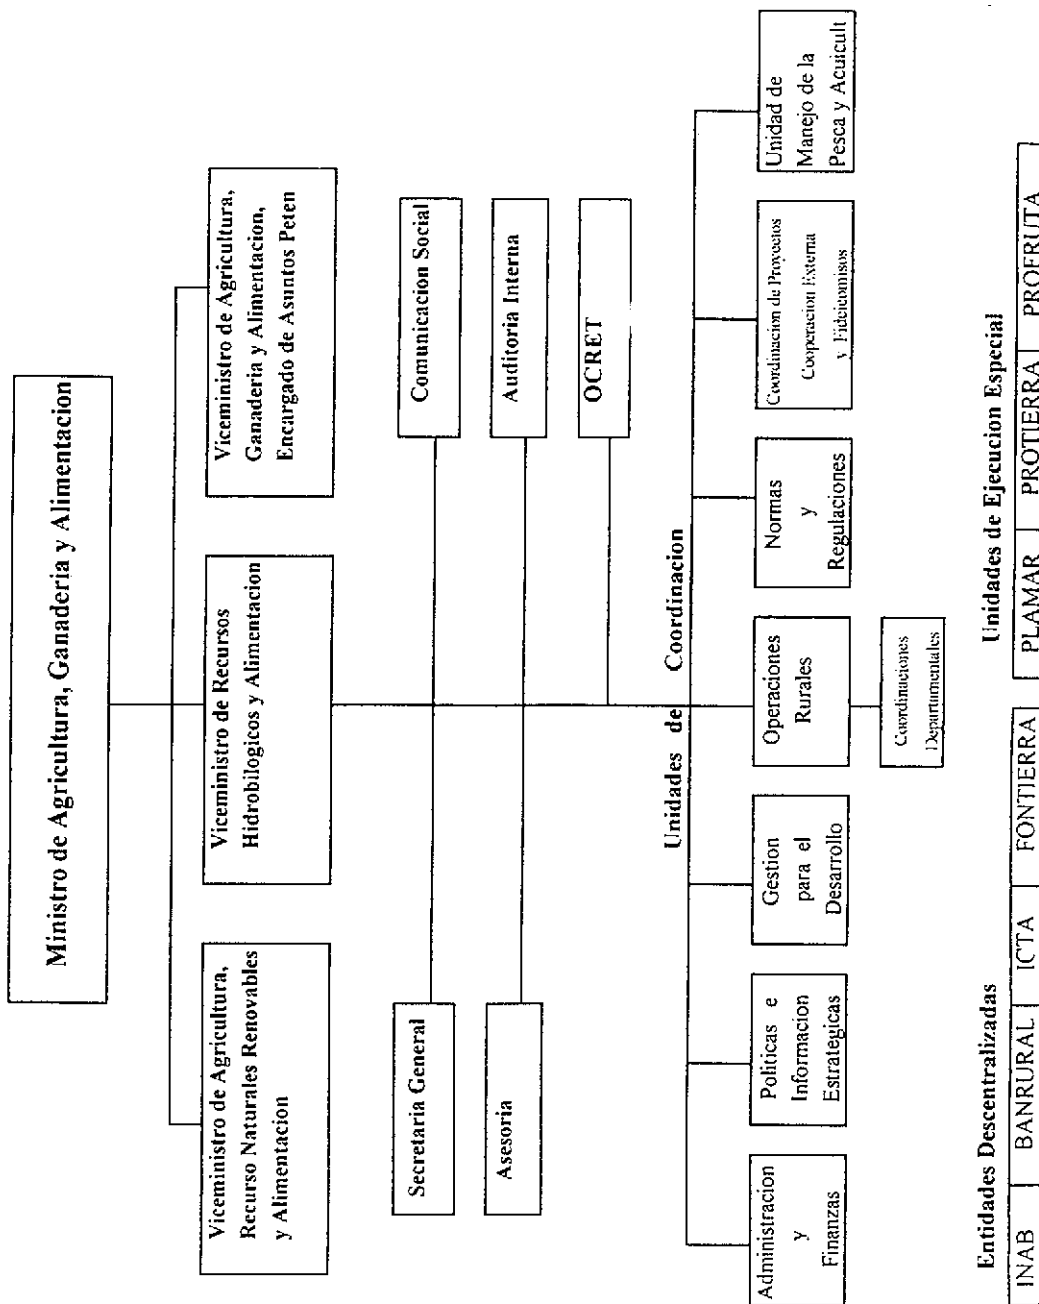 Ministro de Agricultura, Ganaderia y Alimentacion
Viceministro de Agricultura,
Recurso Naturales Renovables
y Alimentacion
Viceministro de Recursos
Hidrobilogicos y Alimentacion
Viceministro de Agricultura,
Ganaderia y Alimentacion,
Encargado de Asuntos Peten
Secretaria General
Comunicacion Social
Asesoria
Auditoria Interna
OCRET
Unidades de Coordinacion
Administracion
y
Finanzas
Politicas e
Informacion
Estrategicas
Gestion
para el
Desarrollo
Operaciones
Rurales
Normas
y
Regulaciones
Coordinacion de Proyectos
Cooperacion Externa
y Fideicomisos
Unidad de
Manejo de la
Pesca y Acuicult
Coordinaciones
Departamentales
Entidades Descentralizadas
INAB
BANRURAL
ICTA
FONTIERRA
Unidades de Ejecucion Especial
PLAMAR
PROTIERRA
PROFRUTA